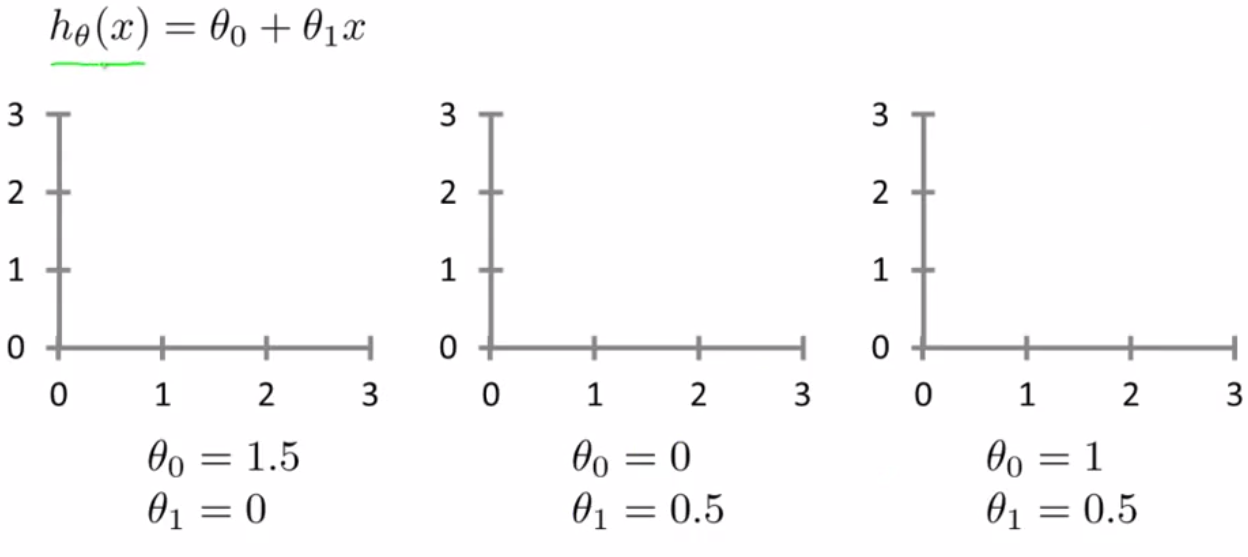 hθ(x) = θ0 + θ1x
3 3 3
2 2 2
1 1 1
0 0 0
0 1 2 3 0 1 2 3 0 1 2 3
θ0 = 1.5 θ0 = 0 θ0 = 1
θ1 = 0 θ1 = 0.5 θ1 = 0.5